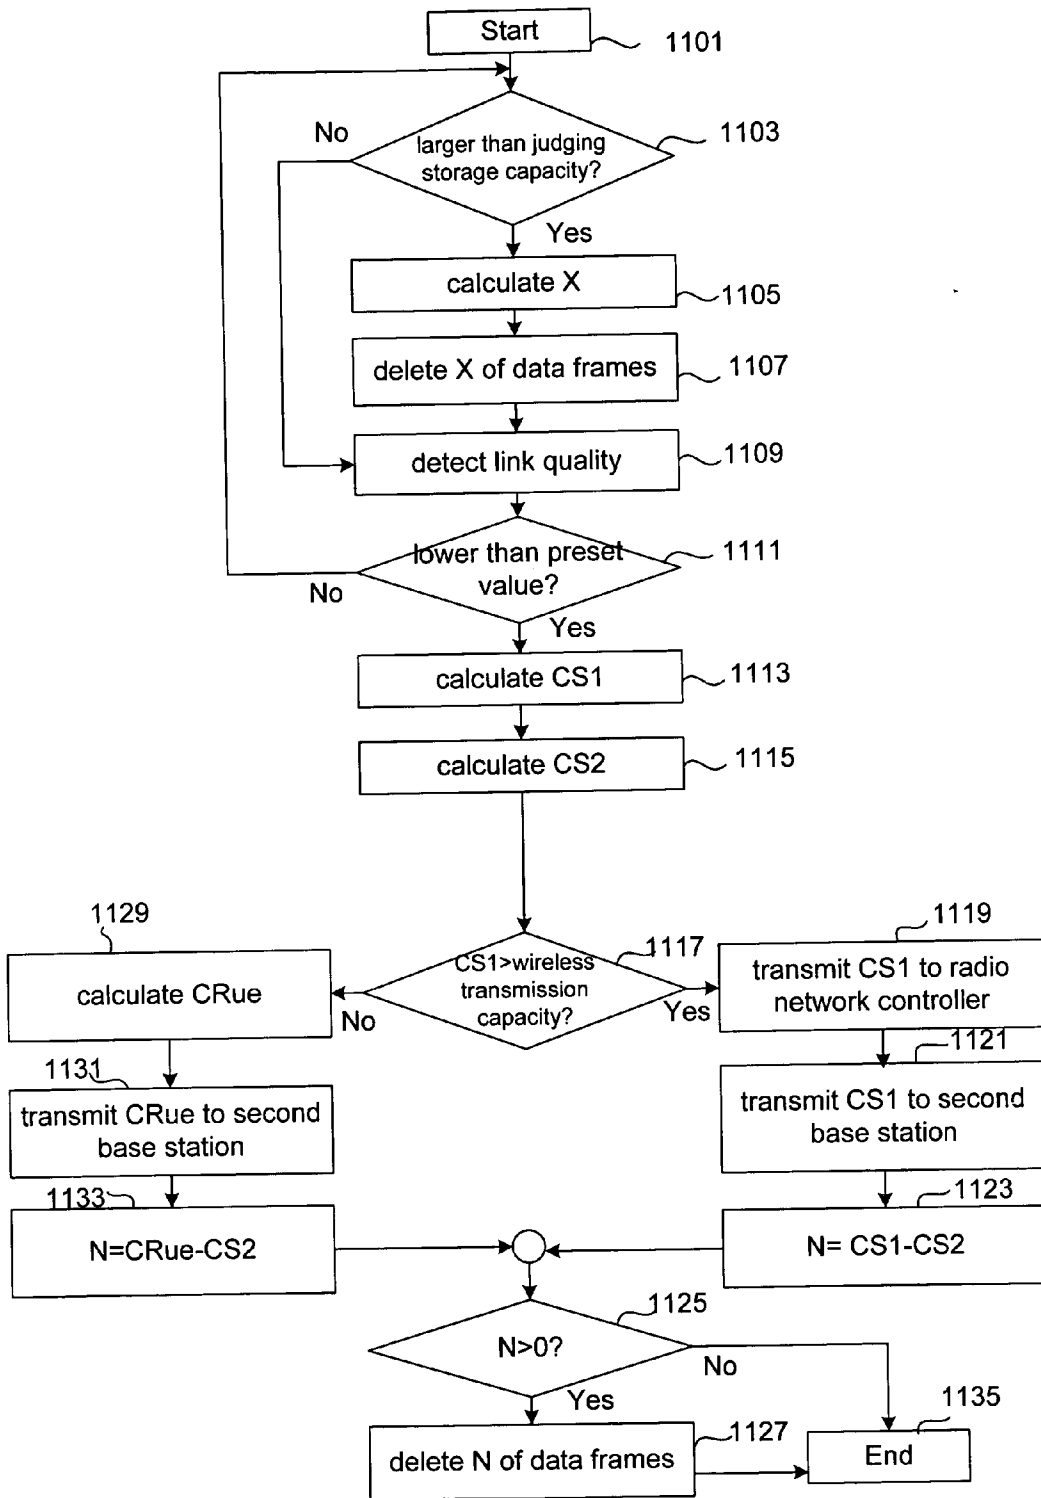 Start
1101
No
larger than judging
storage capacity?
1103
Yes
calculate X
1105
delete X of data frames
1107
detect link quality
1109
lower than preset
value?
1111
No
Yes
calculate CS1
1113
calculate CS2
1115
1129
1119
calculate CRue
CS1>wireless
transmission
capacity?
1117
transmit CS1 to radio
network controller
No
Yes
1131
1121
transmit CRue to second
base station
transmit CS1 to second
base station
1133
1123
N=CRue-CS2
N= CS1-CS2
1125
N>0?
No
Yes
1135
delete N of data frames
1127
End